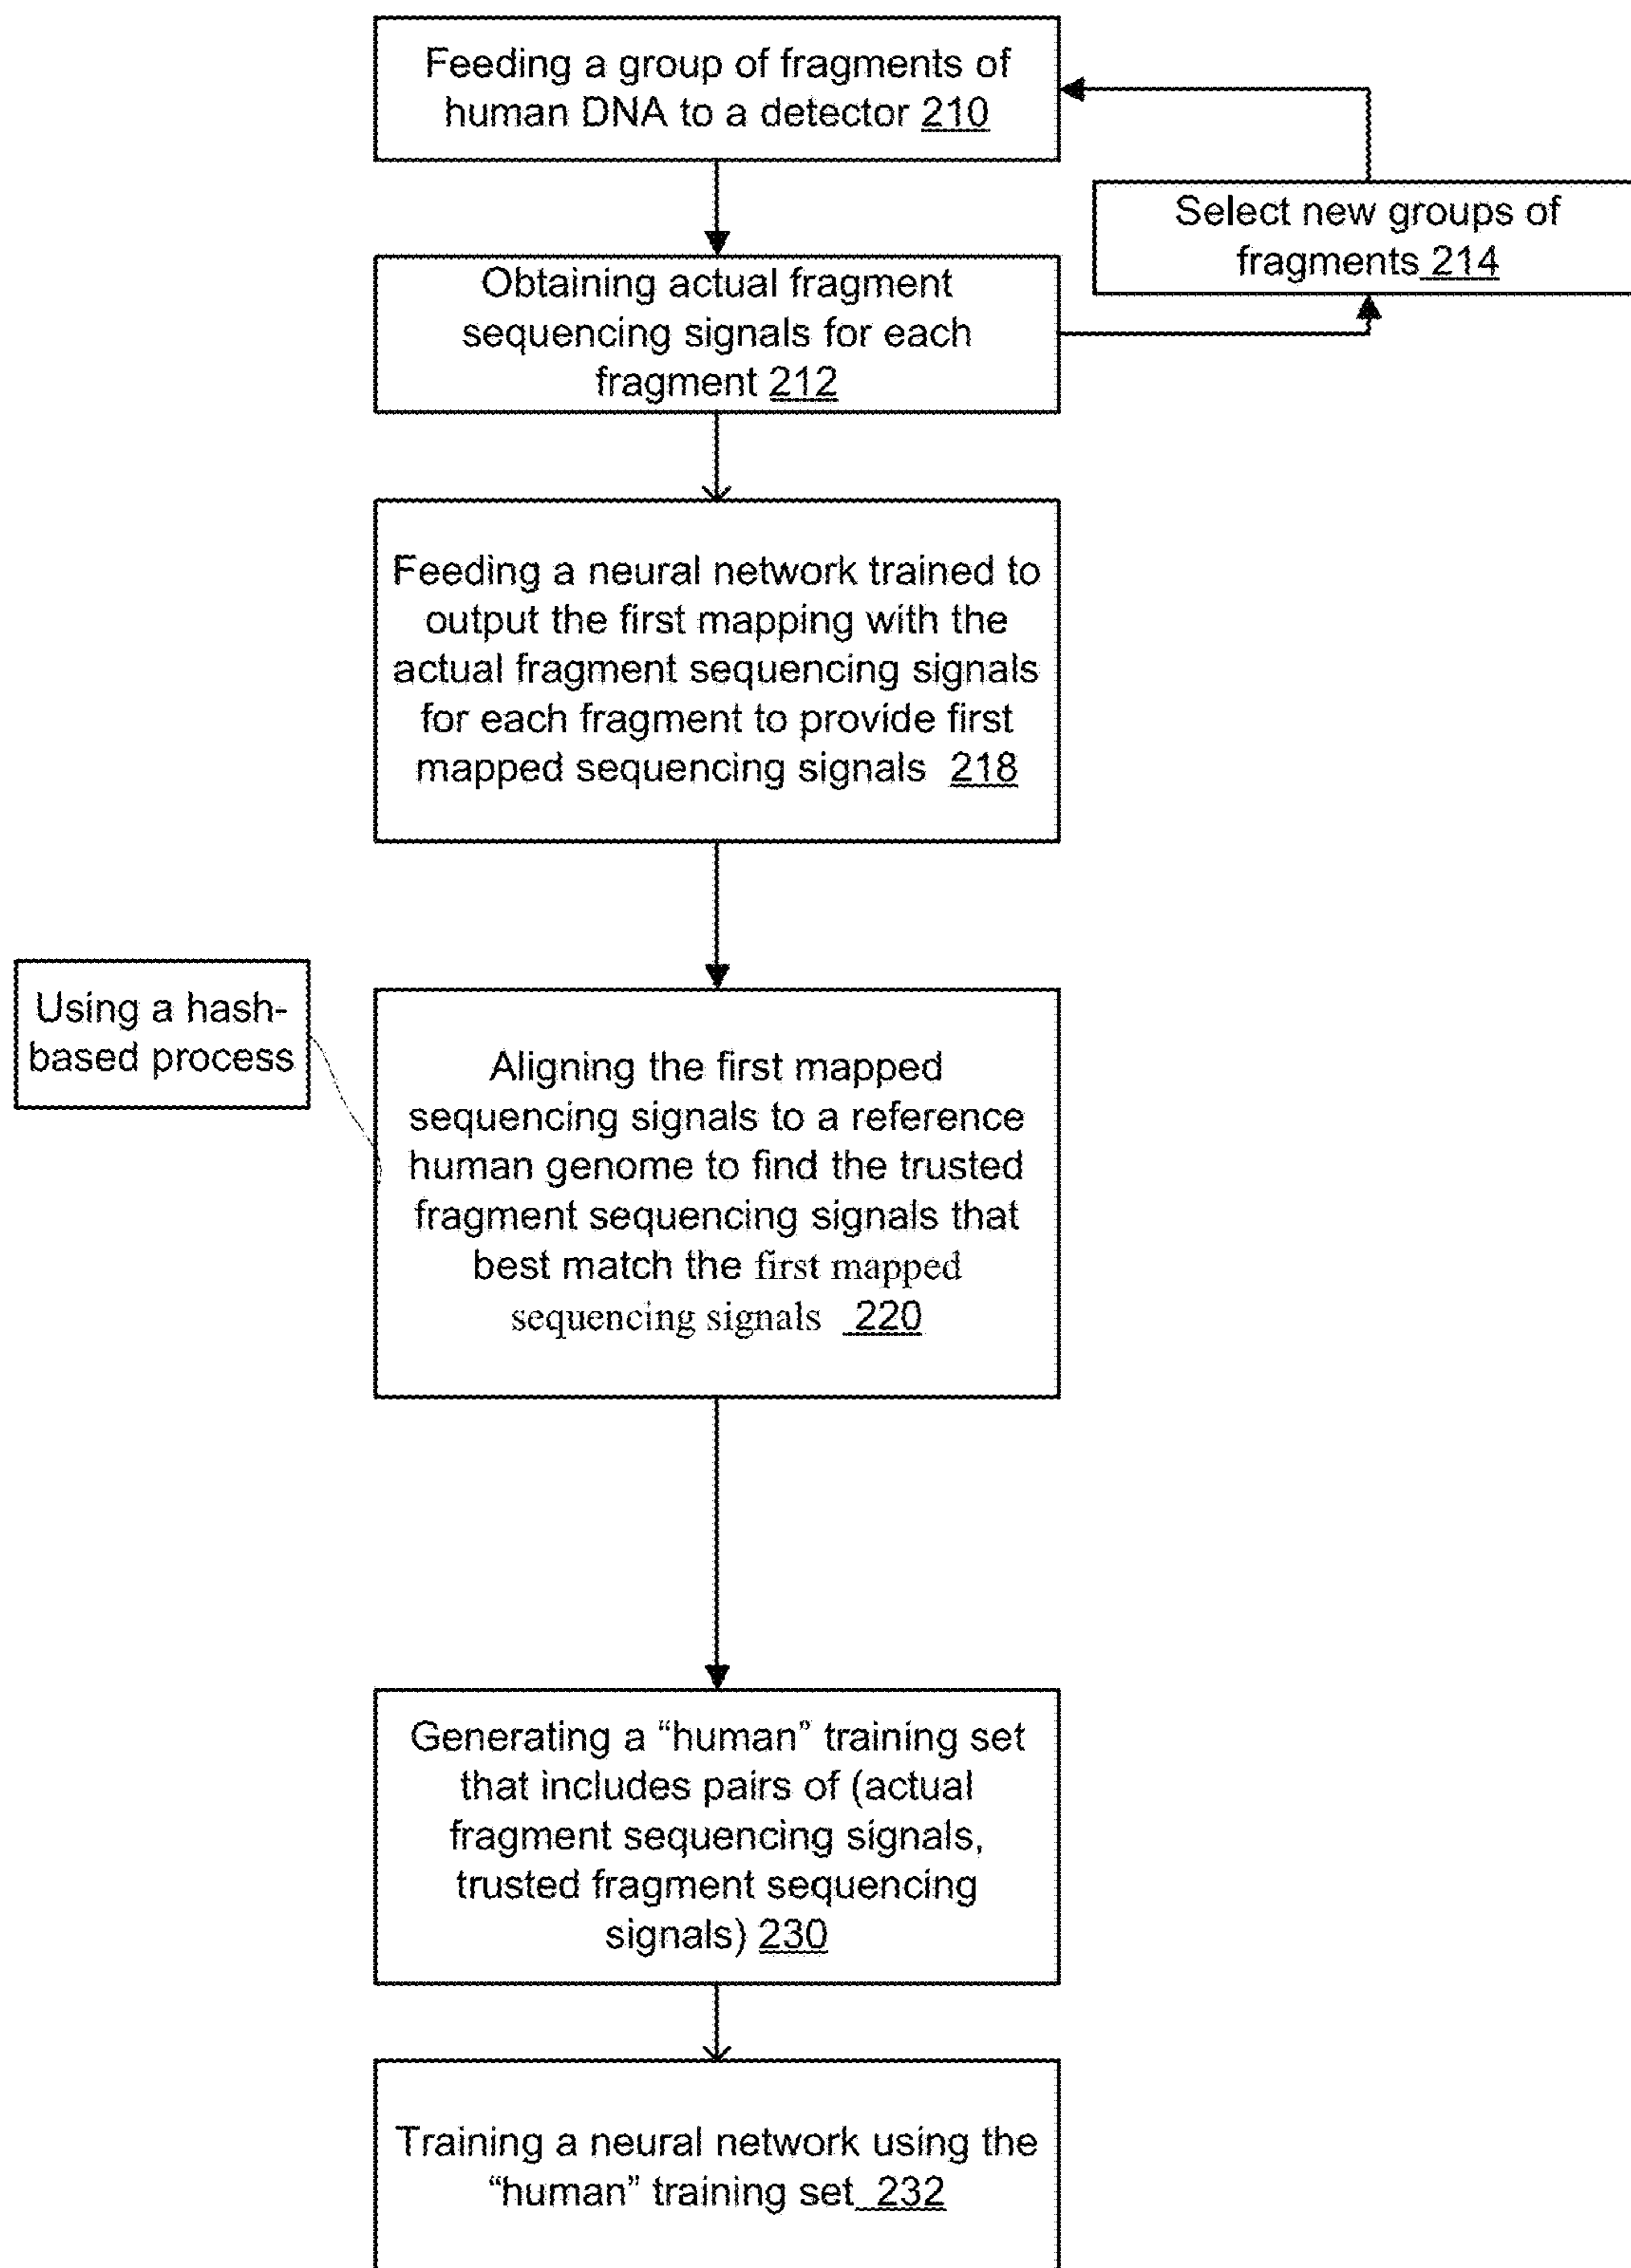 Feeding a group of fragments of
human DNA to a detector 210
Select new groups of
fragments 214
Obtaining actual fragment
sequencing signals for each
fragment 212
Feeding a neural network trained to
output the first mapping with the
actual fragment sequencing signals
for each fragment to provide first
mapped sequencing signals 218
Using a hash-
based process
Aligning the first mapped
sequencing signals to a reference
human genome to find the trusted
fragment sequencing signals that
best match the first mapped
sequencing signals 220
Generating a “human” training set
that includes pairs of (actual
fragment sequencing signals,
trusted fragment sequencing
signals) 230
Training a neural network using the
“human” training set 232